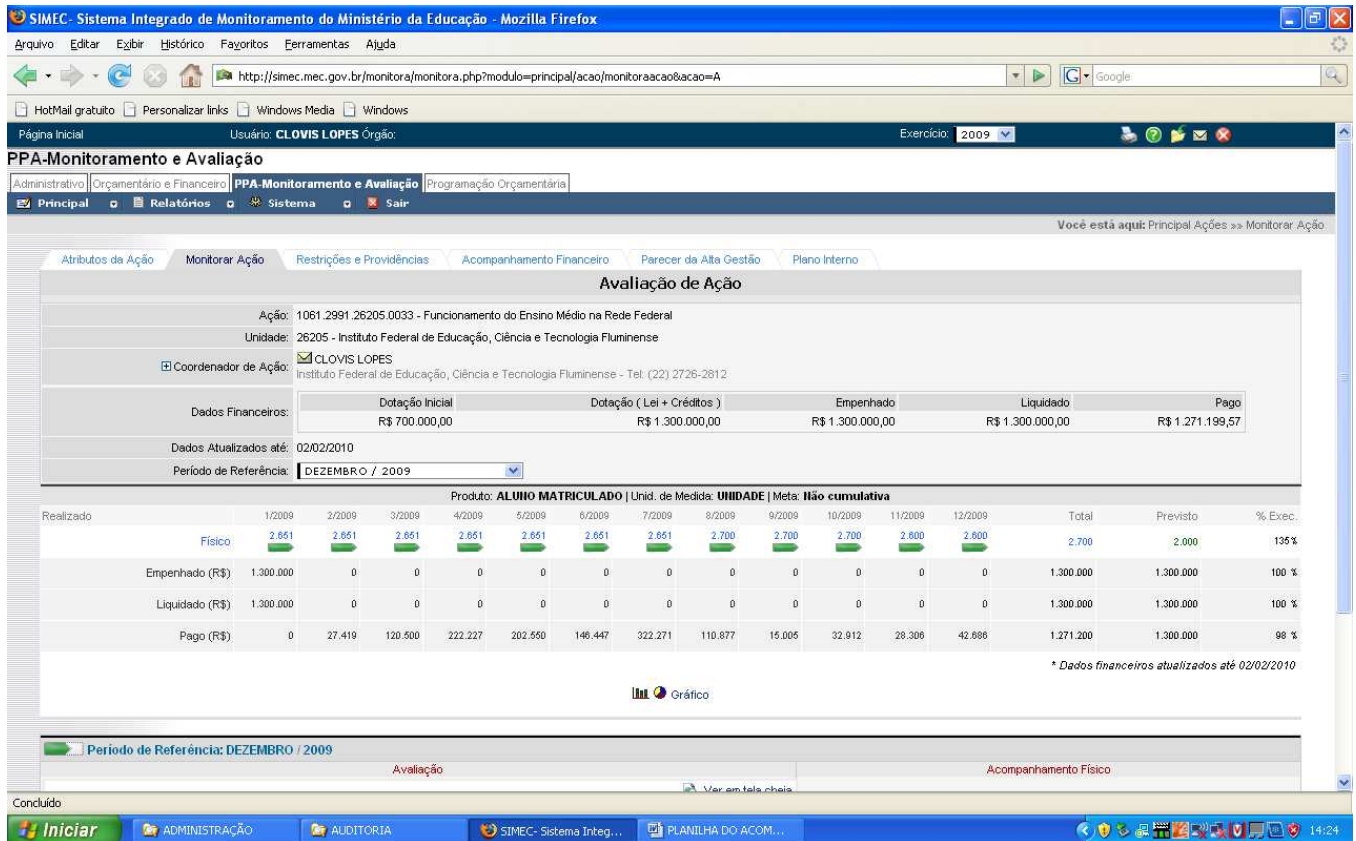 SIMEC- Sistema Integrado de Monitoramento do Ministério da Educação - Mozilla Firefox
Arquivo Editar Exibir Histórico Favoritos Ferramentas Ajuda
http://simec.mec.gov.br/monitora/monitora.php?modulo=principal/acao/monitoraacao&acao=A
G Google
HotMail gratuito Personalizar links Windows Media Windows
Página Inicial Usuário: CLOVIS LOPES Órgão: Exercício: 2009
PPA-Monitoramento e Avaliação
Administrativo Orçamentário e Financeiro PPA-Monitoramento e Avaliação Programação Orçamentária
Principal Relatórios Sistema Sair
Você está aqui: Principal Ações »» Monitorar Ação
Atributos da Ação Monitorar Ação Restrições e Providências Acompanhamento Financeiro Parecer da Alta Gestão Plano Interno
Avaliação de Ação
Ação: 1061.2991.26205.0033 - Funcionamento do Ensino Médio na Rede Federal
Unidade: 26205 - Instituto Federal de Educação, Ciência e Tecnologia Fluminense
Coordenador de Ação: CLOVIS LOPES
Instituto Federal de Educação, Ciência e Tecnologia Fluminense - Tel: (22) 2726-2812
Dados Financeiros: Dotação Inicial Dotação ( Lei + Créditos ) Empenhado Liquidado Pago
R$ 700.000,00 R$ 1.300.000,00 R$ 1.300.000,00 R$ 1.300.000,00 R$ 1.271.199,57
Dados Atualizados até: 02/02/2010
Período de Referência: DEZEMBRO / 2009
Produto: ALUNO MATRICULADO | Unid. de Medida: UNIDADE | Meta: Não cumulativa
Realizado 1/2009 2/2009 3/2009 4/2009 5/2009 6/2009 7/2009 8/2009 9/2009 10/2009 11/2009 12/2009 Total Previsto % Exec.
Físico 2.651 2.651 2.651 2.651 2.651 2.651 2.651 2.700 2.700 2.700 2.600 2.600 2.700 2.000 135 %
Empenhado (R$) 1.300.000 0 0 0 0 0 0 0 0 0 0 0 1.300.000 1.300.000 100 %
Liquidado (R$) 1.300.000 0 0 0 0 0 0 0 0 0 0 0 1.300.000 1.300.000 100 %
Pago (R$) 0 27.419 120.500 222.227 202.550 146.447 322.271 110.877 15.005 32.912 28.306 42.686 1.271.200 1.300.000 98 %
* Dados financeiros atualizados até 02/02/2010
Gráfico
Período de Referência: DEZEMBRO / 2009
Avaliação Acompanhamento Físico
Ver em tela cheia
Concluído
Iniciar ADMINISTRAÇÃO AUDITORIA SIMEC- Sistema Integ... PLANILHA DO ACOM... 14:24